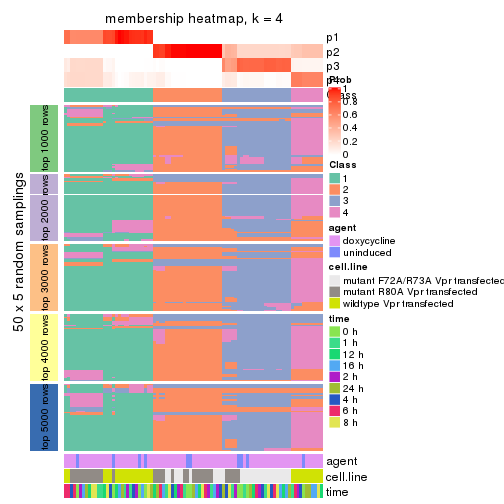 membership heatmap, k = 4
p1
p2
p3
p4
Prob
1
0.8
0.6
0.4
0.2
0
Class
Class
1
2
3
4
agent
doxycycline
uninduced
cell.line
mutant F72A/R73A Vpr transfected
mutant R80A Vpr transfected
wildtype Vpr transfected
time
0 h
1 h
12 h
16 h
2 h
24 h
4 h
6 h
8 h
50 x 5 random samplings
top 1000 rows
top 2000 rows
top 3000 rows
top 4000 rows
top 5000 rows
agent
cell.line
time